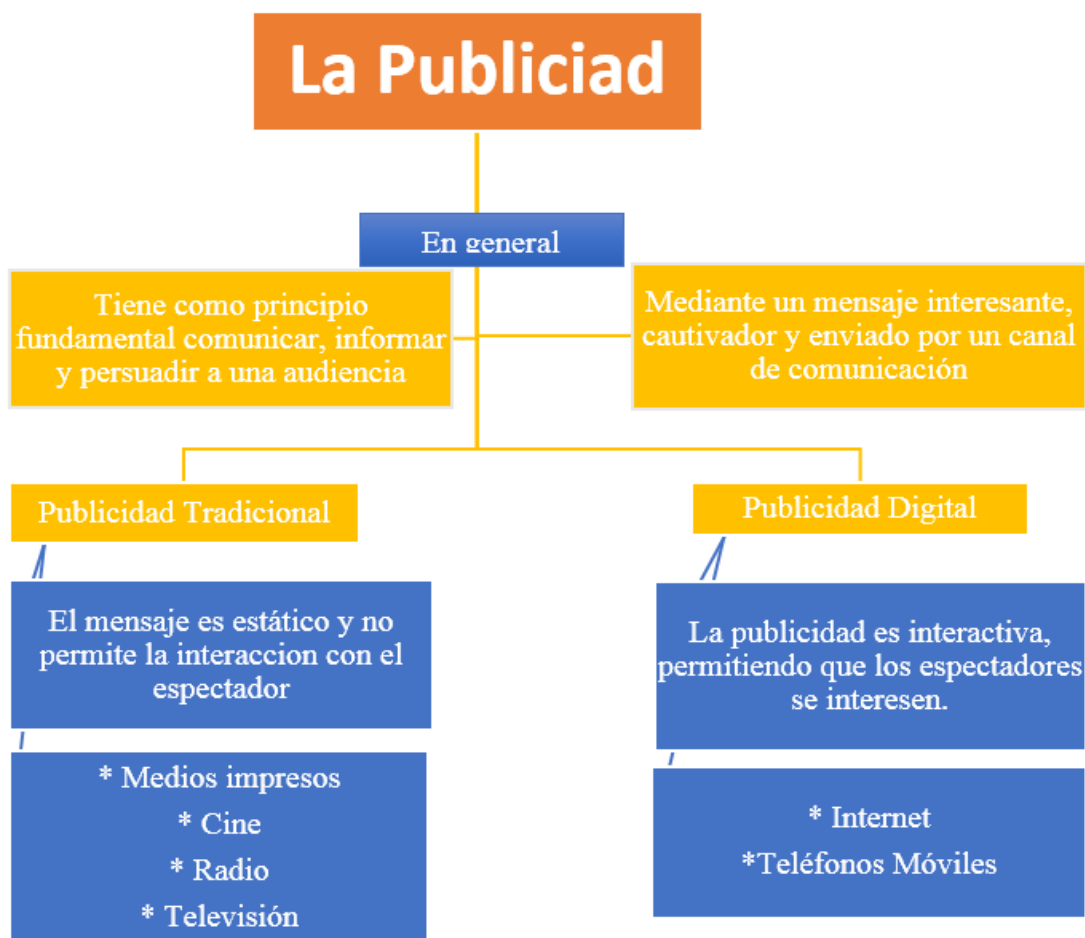 La Publiciad
En general
Tiene como principio
fundamental comunicar, informar
y persuadir a una audiencia
Mediante un mensaje interesante,
cautivador y enviado por un canal
de comunicación
Publicidad Tradicional
Publicidad Digital
El mensaje es estático y no
permite la interaccion con el
espectador
La publicidad es interactiva,
permitiendo que los espectadores
se interesen.
* Medios impresos
* Cine
* Radio
* Televisión
* Internet
*Teléfonos Móviles